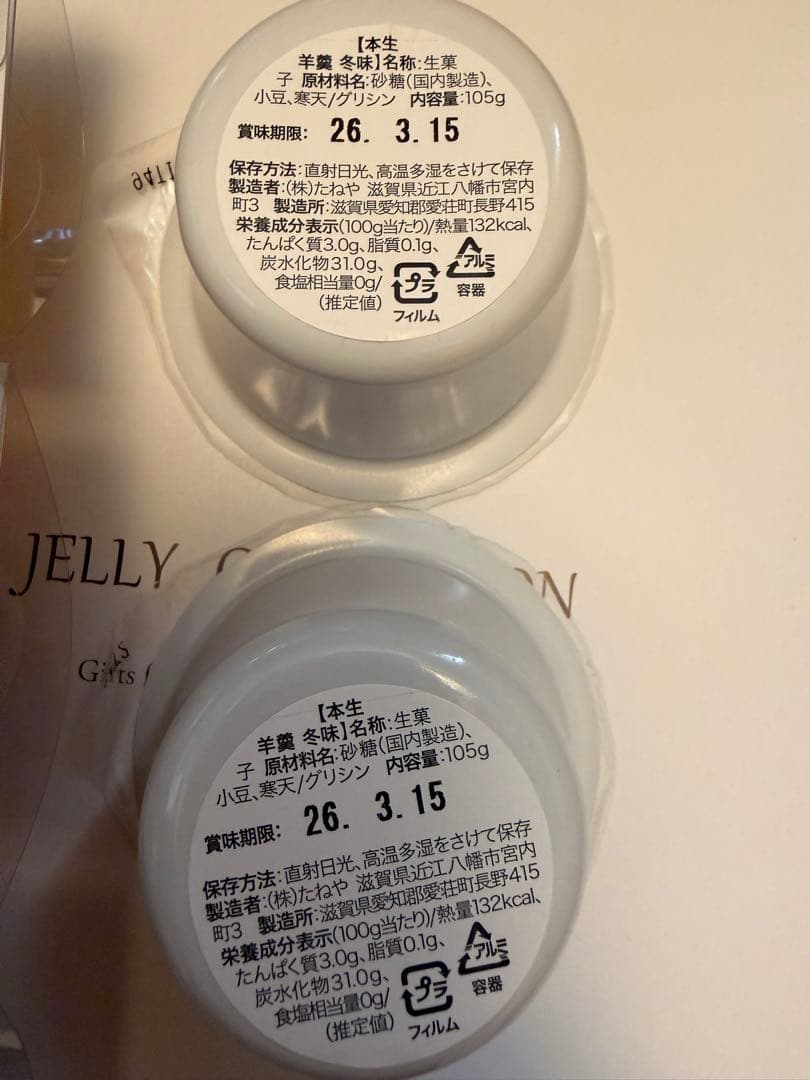 【本生
羊羹 冬味】名称:生菓
子 原材料名:砂糖(国内製造)、
小豆、寒天/グリシン 内容量:105g
賞味期限: 26. 3.15
保存方法:直射日光、高温多湿をさけて保存
製造者:(株)たねや 滋賀県近江八幡市宮内
町3 製造所:滋賀県愛知郡愛荘町長野415
栄養成分表示(100g当たり)/熱量132kcal、
たんぱく質3.0g、脂質0.1g、
炭水化物31.0g、
食塩相当量0g/
(推定値)
プラ
フィルム
アルミ
容器
94T1
JELLY
Gifts
【本生
羊羹 冬味】名称:生菓
子 原材料名:砂糖(国内製造)、
小豆、寒天/グリシン 内容量:105g
賞味期限: 26. 3.15
保存方法:直射日光、高温多湿をさけて保存
製造者:(株)たねや 滋賀県近江八幡市宮内
町3 製造所:滋賀県愛知郡愛荘町長野415
栄養成分表示(100g当たり)/熱量132kcal、
たんぱく質3.0g、脂質0.1g、
炭水化物31.0g、
食塩相当量0g/
(推定値)
プラ
フィルム
アルミ
容器